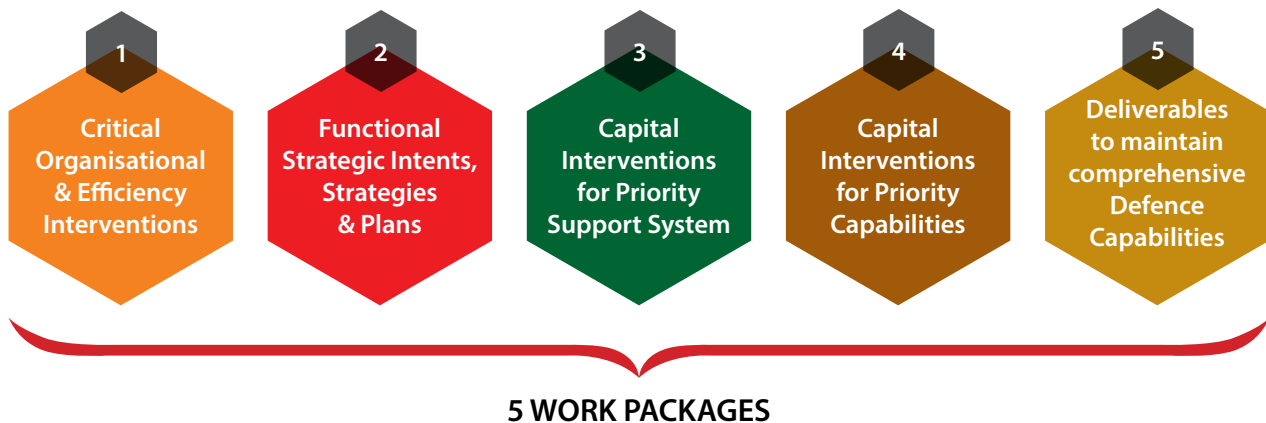 1
Critical
Organisational
& Efficiency
Interventions
2
Functional
Strategic Intents,
Strategies
& Plans
3
Capital
Interventions
for Priority
Support System
4
Capital
Interventions
for Priority
Capabilities
5
Deliverables
to maintain
comprehensive
Defence
Capabilities
5 WORK PACKAGES